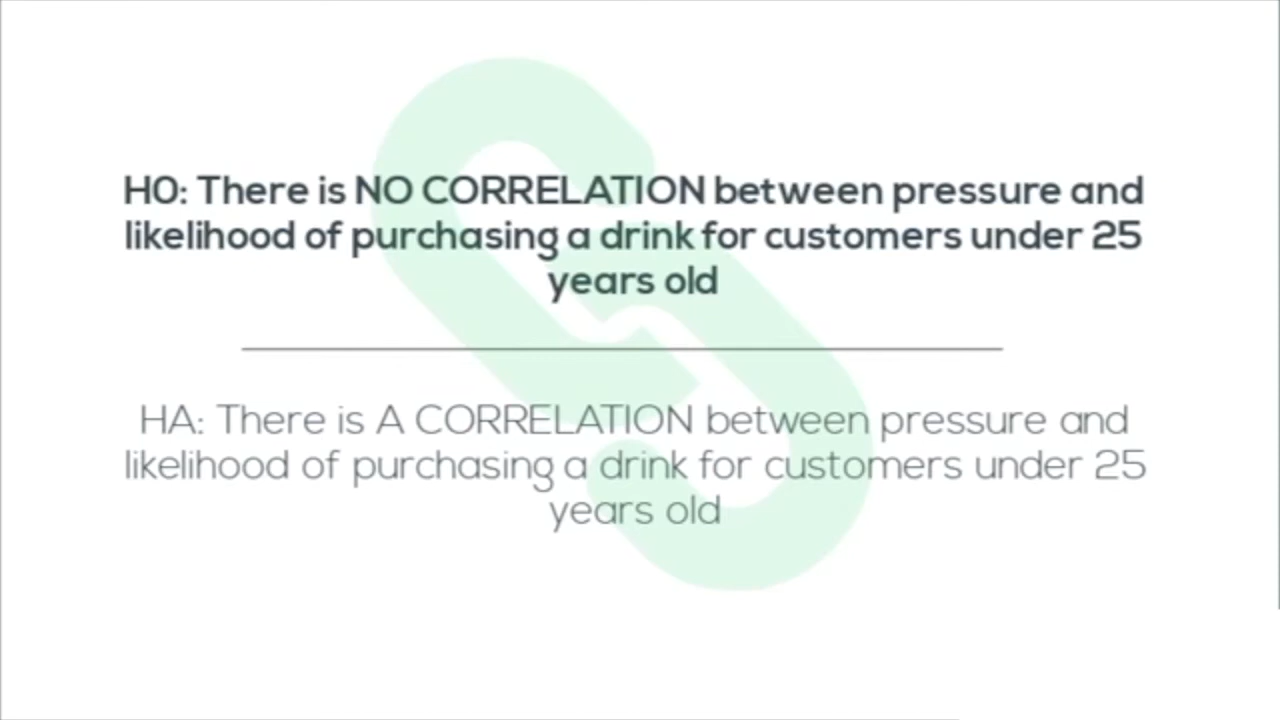 H0: There is NO CORRELATION between pressure and
likelihood of purchasing a drink for customers under 25
years old
HA: There is A CORRELATION between pressure and
likelihood of purchasing a drink for customers under 25
years old